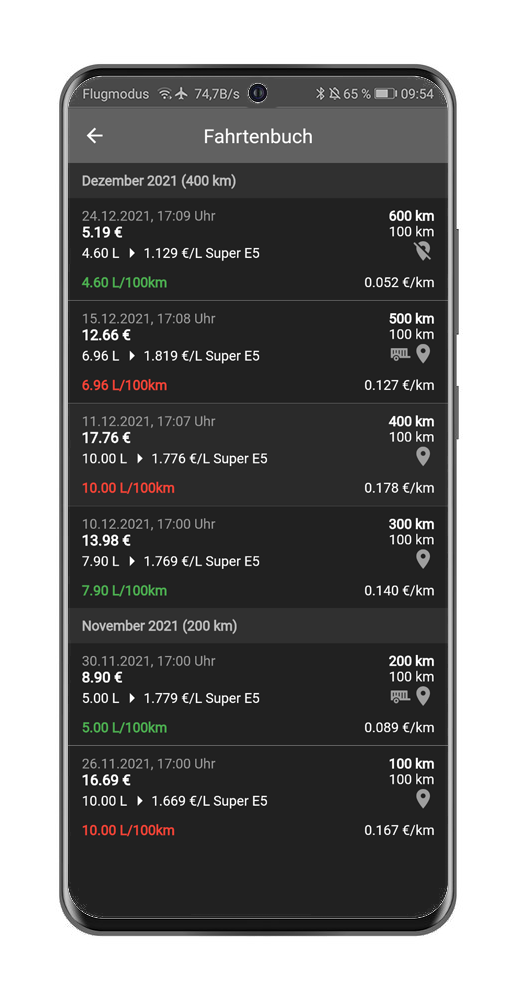 Flugmodus 74,7B/s 65 % 09:54
Fahrtenbuch
Dezember 2021 (400 km)
24.12.2021, 17:09 Uhr 600 km
5.19 € 100 km
4.60 L 1.129 €/L Super E5
4.60 L/100km 0.052 €/km
15.12.2021, 17:08 Uhr 500 km
12.66 € 100 km
6.96 L 1.819 €/L Super E5
6.96 L/100km 0.127 €/km
11.12.2021, 17:07 Uhr 400 km
17.76 € 100 km
10.00 L 1.776 €/L Super E5
10.00 L/100km 0.178 €/km
10.12.2021, 17:00 Uhr 300 km
13.98 € 100 km
7.90 L 1.769 €/L Super E5
7.90 L/100km 0.140 €/km
November 2021 (200 km)
30.11.2021, 17:00 Uhr 200 km
8.90 € 100 km
5.00 L 1.779 €/L Super E5
5.00 L/100km 0.089 €/km
26.11.2021, 17:00 Uhr 100 km
16.69 € 100 km
10.00 L 1.669 €/L Super E5
10.00 L/100km 0.167 €/km